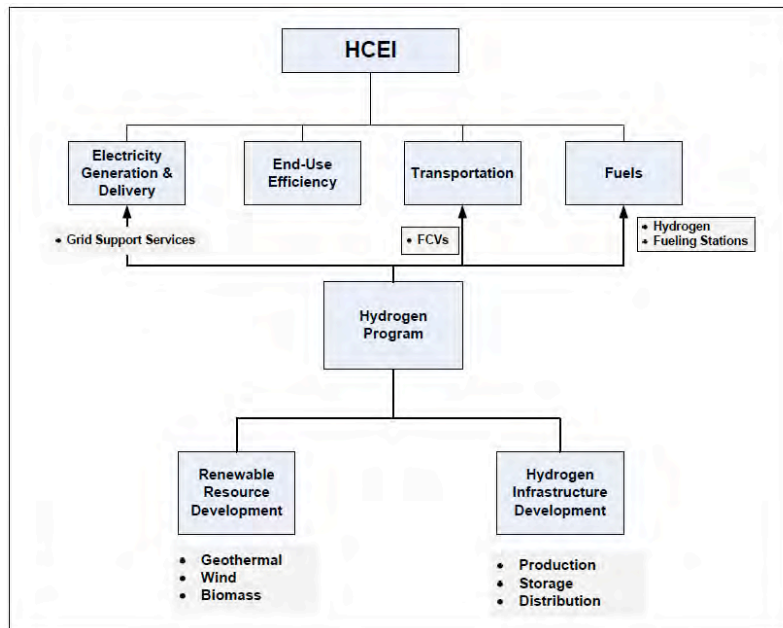 HCEI
Electricity
Generation &
Delivery
End-Use
Efficiency
Transportation
Fuels
• Grid Support Services
• FCVs
• Hydrogen
• Fueling Stations
Hydrogen
Program
Renewable
Resource
Development
Hydrogen
Infrastructure
Development
• Geothermal
• Wind
• Biomass
• Production
• Storage
• Distribution